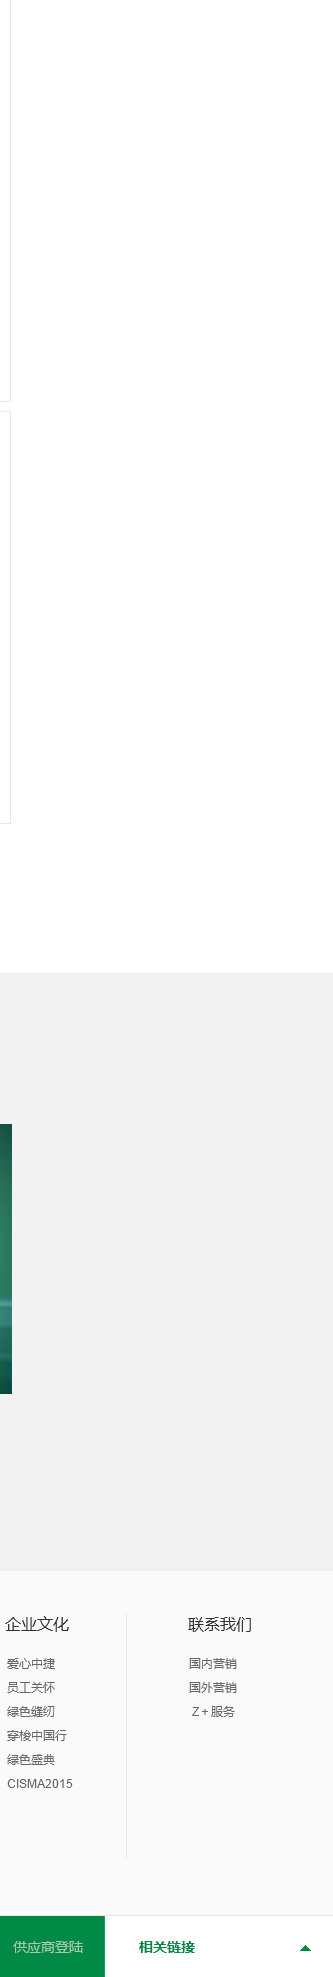 企业文化
爱心中捷
员工关怀
绿色缝纫
穿梭中国行
绿色盛典
CISMA2015
联系我们
国内营销
国外营销
Z + 服务
供应商登陆
相关链接